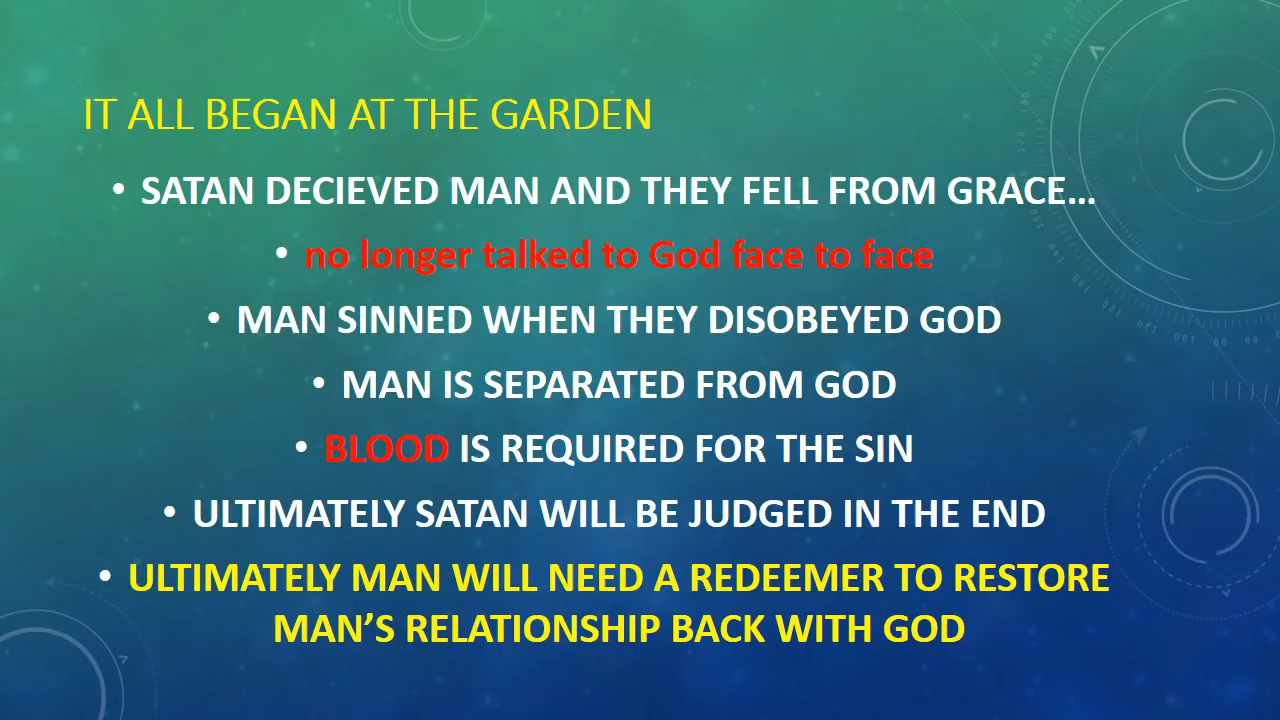 IT ALL BEGAN AT THE GARDEN
• SATAN DECIEVED MAN AND THEY FELL FROM GRACE…
• no longer talked to God face to face
• MAN SINNED WHEN THEY DISOBEYED GOD
• MAN IS SEPARATED FROM GOD
• BLOOD IS REQUIRED FOR THE SIN
• ULTIMATELY SATAN WILL BE JUDGED IN THE END
• ULTIMATELY MAN WILL NEED A REDEEMER TO RESTORE
MAN’S RELATIONSHIP BACK WITH GOD